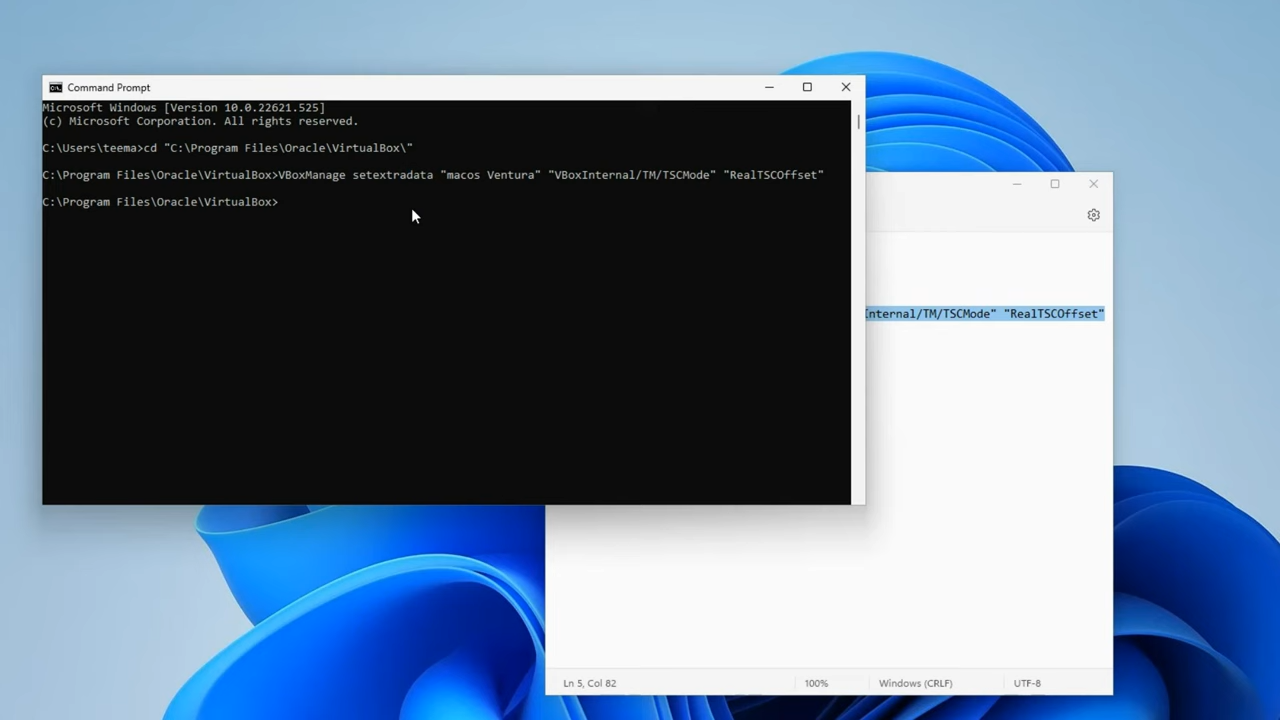 Command Prompt
Microsoft Windows [Version 10.0.22621.525]
(c) Microsoft Corporation. All rights reserved.
C:\Users\teema>cd "C:\Program Files\Oracle\VirtualBox\"
C:\Program Files\Oracle\VirtualBox>VBoxManage setextradata "macos Ventura" "VBoxInternal/TM/TSCMode" "RealTSCOffset"
C:\Program Files\Oracle\VirtualBox>
Internal/TM/TSCMode" "RealTSCOffset"
Ln 5, Col 82
100%
Windows (CRLF)
UTF-8